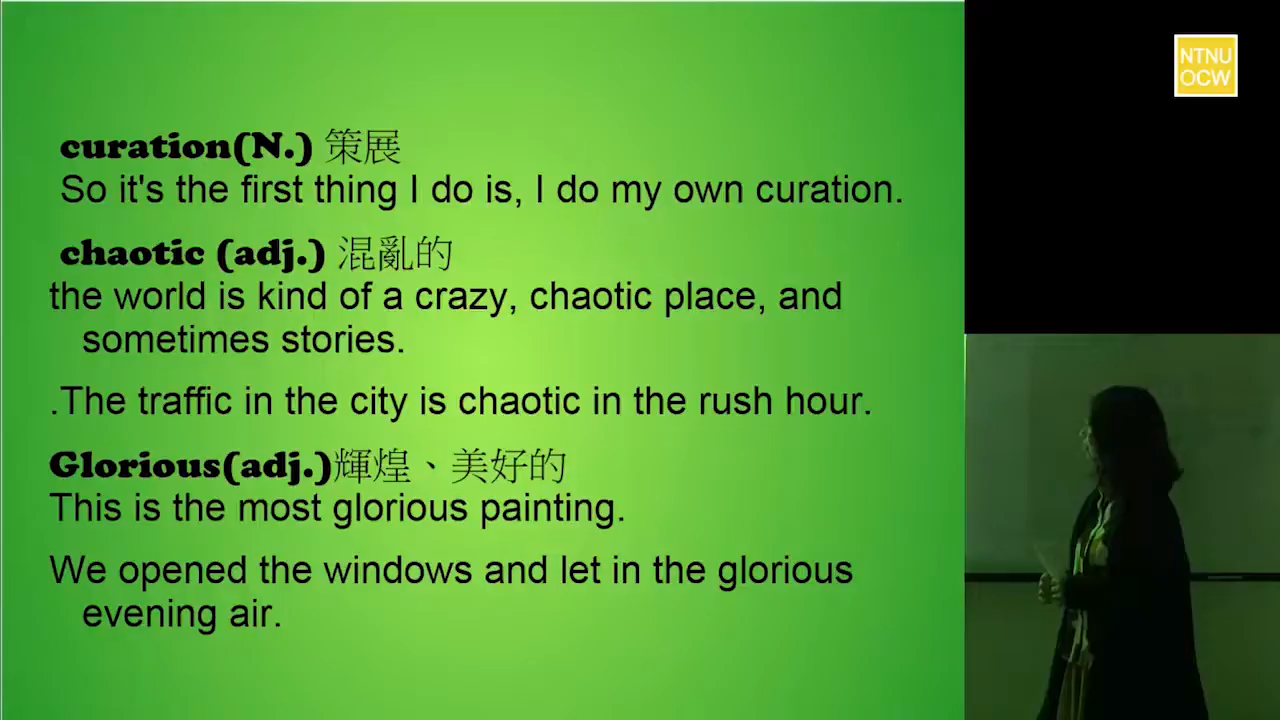 NTNU
OCW
curation(N.) 策展
So it's the first thing I do is, I do my own curation.
chaotic (adj.) 混亂的
the world is kind of a crazy, chaotic place, and
sometimes stories.
.The traffic in the city is chaotic in the rush hour.
Glorious(adj.)輝煌、美好的
This is the most glorious painting.
We opened the windows and let in the glorious
evening air.